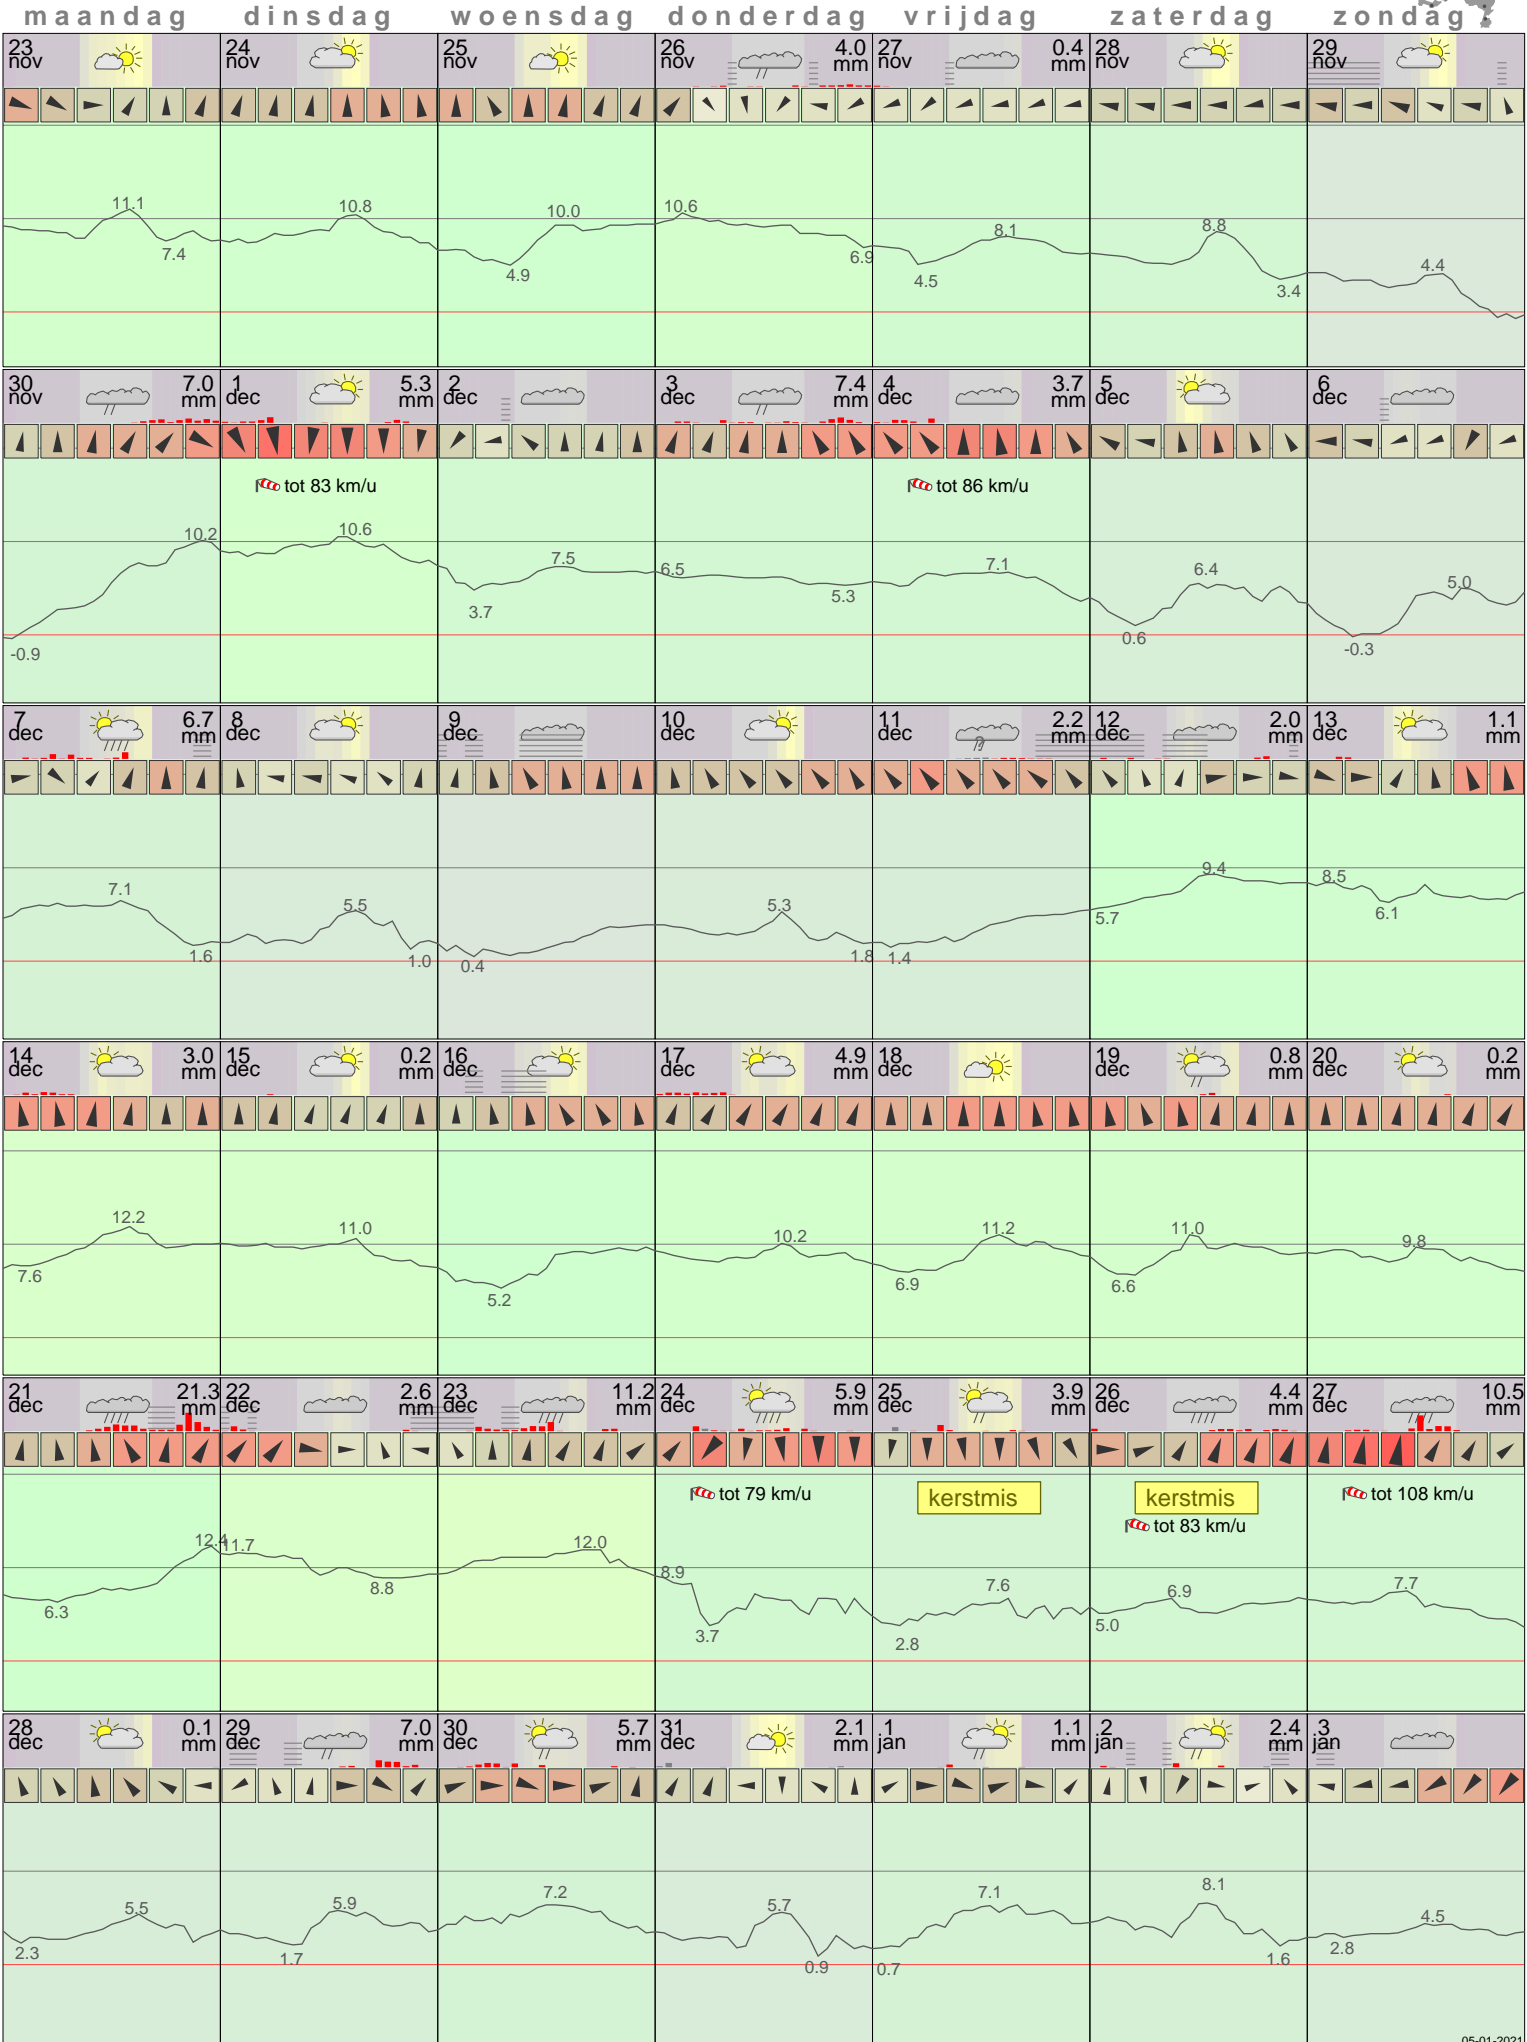 maandag dinsdag woensdag donderdag vrijdag zaterdag zondag
23 24 25 26 4.0 27 0.4 28 29
nov nov nov nov mm nov mm nov nov
11.1 10.8 10.0 10.6 8.1 8.8 4.4
7.4 4.9 6.9 4.5 3.4
30 7.0 1 5.3 2 3 7.4 4 3.7 5 6
nov mm dec mm dec dec mm dec mm dec dec
tot 83 km/u tot 86 km/u
10.2 10.6 7.5 6.5 7.1 6.4 5.0
-0.9 3.7 5.3 0.6 -0.3
7 6.7 8 9 10 11 2.2 12 2.0 13 1.1
dec mm dec dec dec dec mm dec mm dec mm
7.1 5.5 5.3 9.4 8.5
1.6 1.0 0.4 1.8 1.4 5.7 6.1
14 3.0 15 0.2 16 17 4.9 18 19 0.8 20 0.2
dec mm dec mm dec dec mm dec dec mm dec mm
12.2 11.0 10.2 11.2 11.0 9.8
7.6 5.2 6.9 6.6
21 21.3 22 2.6 23 11.2 24 5.9 25 3.9 26 4.4 27 10.5
dec mm dec mm dec mm dec mm dec mm dec mm dec mm
tot 79 km/u kerstmis kerstmis tot 108 km/u
tot 83 km/u
12.4 11.7 12.0 8.9 7.6 6.9 7.7
6.3 8.8 3.7 2.8 5.0
28 0.1 29 7.0 30 5.7 31 2.1 1 1.1 2 2.4 3
dec mm dec mm dec mm dec mm jan mm jan mm jan
5.5 5.9 7.2 5.7 7.1 8.1 4.5
2.3 1.7 0.9 0.7 1.6 2.8
05-01-2021